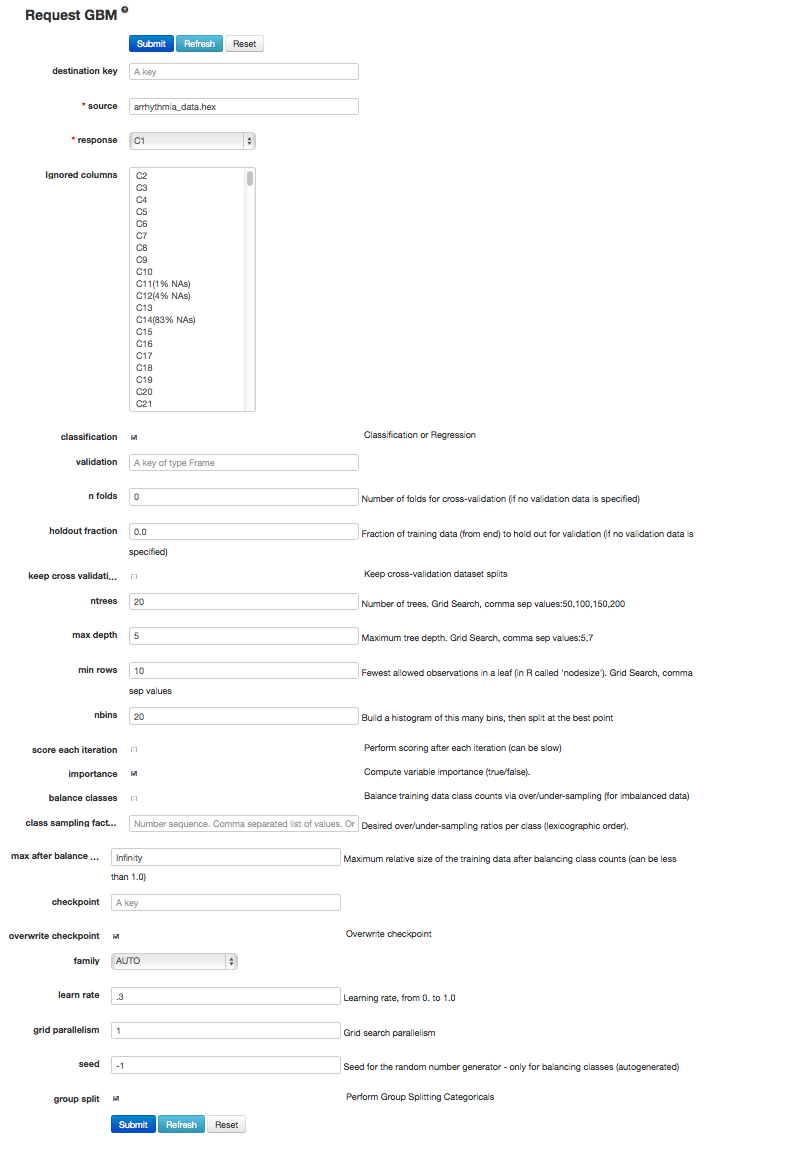 Request GBM ?
Submit Refresh Reset
destination key A key
* source arrhythmia_data.hex
* response C1
Ignored columns C2
C3
C4
C5
C6
C7
C8
C9
C10
C11(1% NAs)
C12(4% NAs)
C13
C14(83% NAs)
C15
C16
C17
C18
C19
C20
C21
classification Classification or Regression
validation A key of type Frame
n folds 0 Number of folds for cross-validation (if no validation data is specified)
holdout fraction 0.0 Fraction of training data (from end) to hold out for validation (if no validation data is
specified)
keep cross validati... Keep cross-validation dataset splits
ntrees 20 Number of trees. Grid Search, comma sep values:50,100,150,200
max depth 5 Maximum tree depth. Grid Search, comma sep values:5,7
min rows 10 Fewest allowed observations in a leaf (in R called 'nodesize'). Grid Search, comma
sep values
nbins 20 Build a histogram of this many bins, then split at the best point
score each iteration Perform scoring after each iteration (can be slow)
importance Compute variable importance (true/false).
balance classes Balance training data class counts via over/under-sampling (for imbalanced data)
class sampling fact... Number sequence. Comma separated list of values. Or Desired over/under-sampling ratios per class (lexicographic order).
max after balance ... Infinity Maximum relative size of the training data after balancing class counts (can be less
than 1.0)
checkpoint A key
overwrite checkpoint Overwrite checkpoint
family AUTO
learn rate .3 Learning rate, from 0. to 1.0
grid parallelism 1 Grid search parallelism
seed -1 Seed for the random number generator - only for balancing classes (autogenerated)
group split Perform Group Splitting Categoricals
Submit Refresh Reset